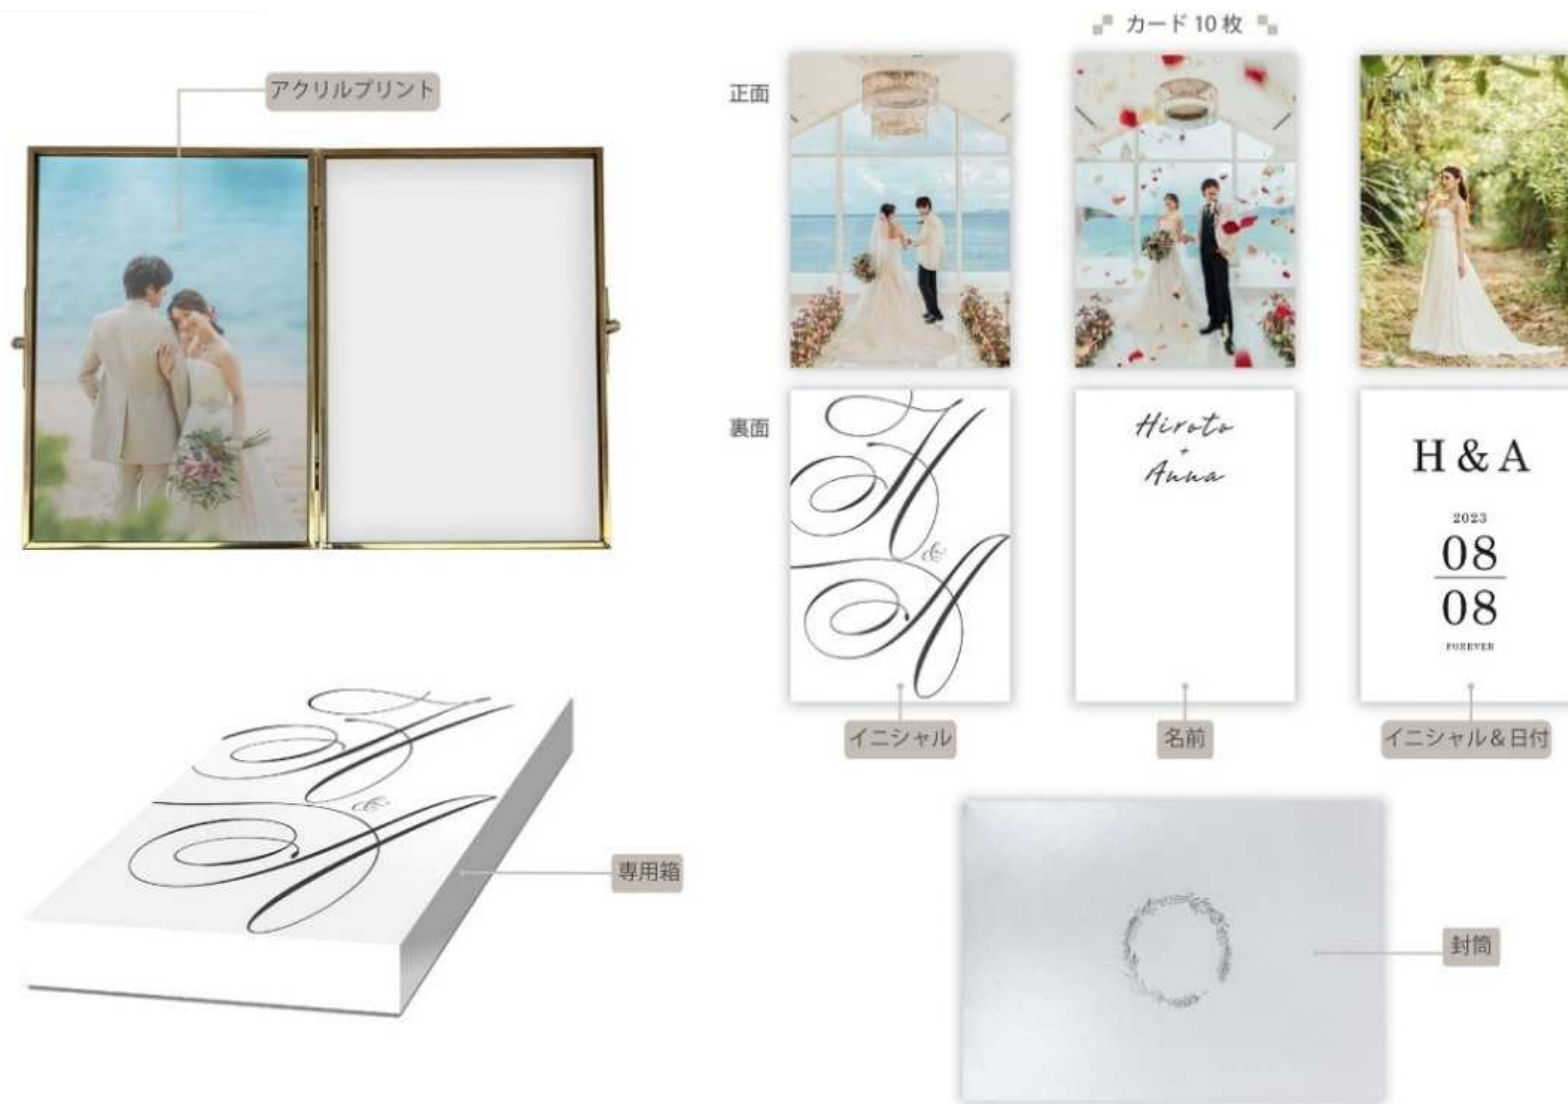 アクリルプリント
カード 10 枚
正面
裏面
H
&
A
イニシャル
Hiroto
+
Anna
名前
H & A
2023
08
08
FOREVER
イニシャル & 日付
H
&
A
専用箱
封筒